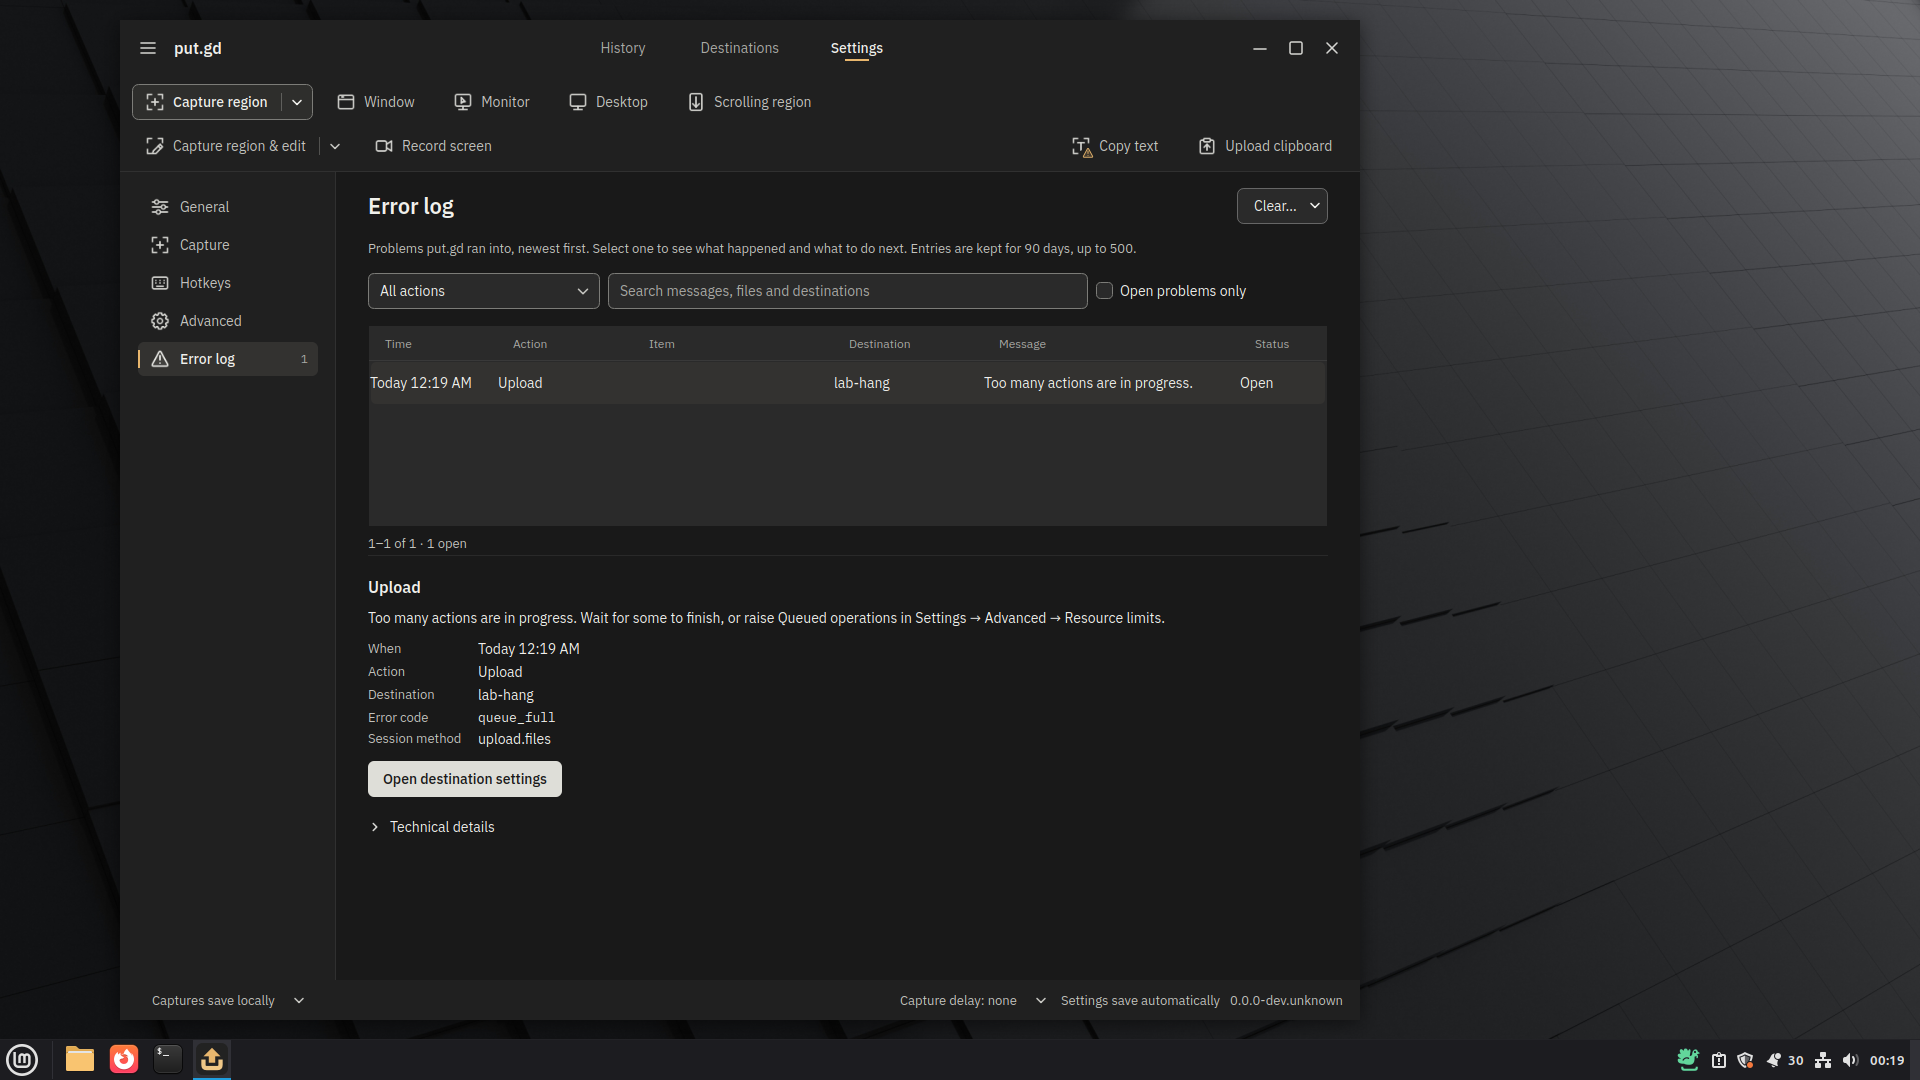 put.gd
History
Destinations
Settings
Capture region
Window
Monitor
Desktop
Scrolling region
Capture region & edit
Record screen
Copy text
Upload clipboard
General
Capture
Hotkeys
Advanced
Error log 1
Error log
Clear...
Problems put.gd ran into, newest first. Select one to see what happened and what to do next. Entries are kept for 90 days, up to 500.
All actions
Search messages, files and destinations
Open problems only
Time Action Item Destination Message Status
Today 12:19 AM Upload lab-hang Too many actions are in progress. Open
1–1 of 1 · 1 open
Upload
Too many actions are in progress. Wait for some to finish, or raise Queued operations in Settings → Advanced → Resource limits.
When Today 12:19 AM
Action Upload
Destination lab-hang
Error code queue_full
Session method upload.files
Open destination settings
Technical details
Captures save locally
Capture delay: none
Settings save automatically
0.0.0-dev.unknown
30
00:19